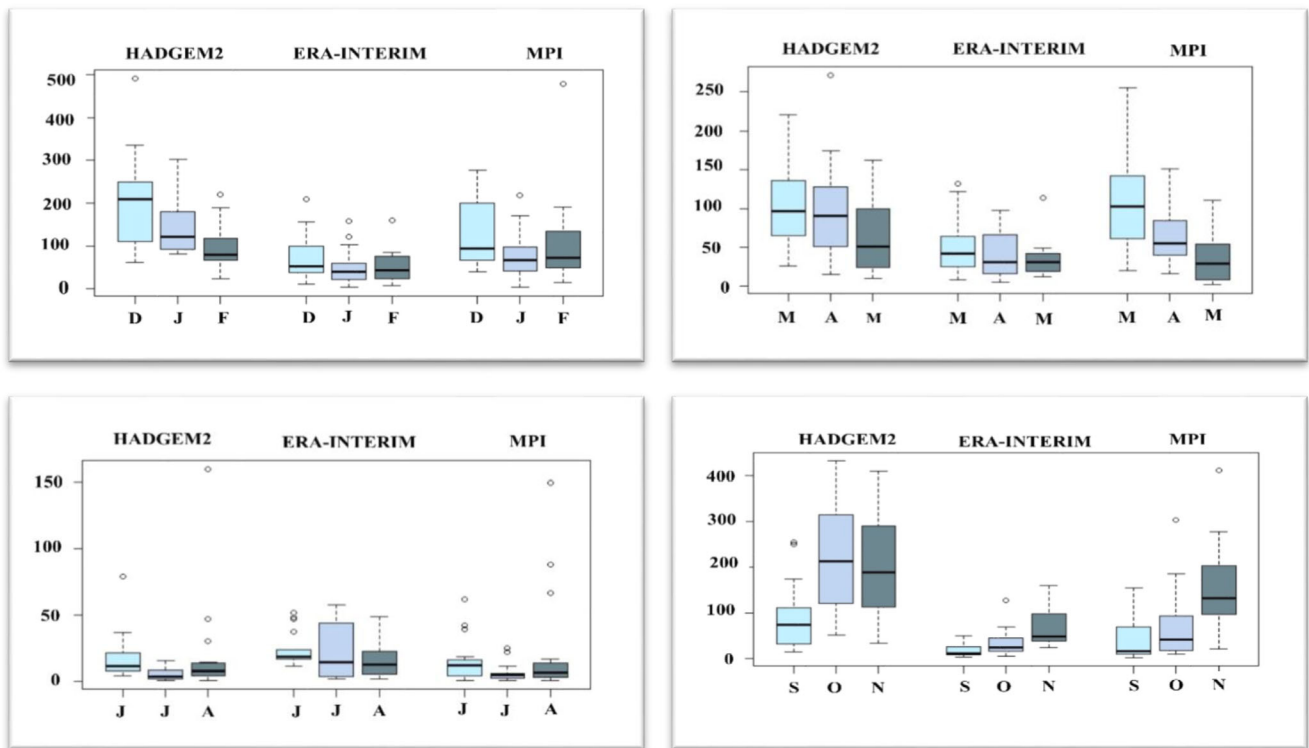 HADGEM2 ERA-INTERIM MPI
500
400
300
200
100
0
D J F D J F D J F
HADGEM2 ERA-INTERIM MPI
250
200
150
100
50
0
M A M M A M M A M
HADGEM2 ERA-INTERIM MPI
150
100
50
0
J J A J J A J J A
HADGEM2 ERA-INTERIM MPI
400
300
200
100
0
S O N S O N S O N